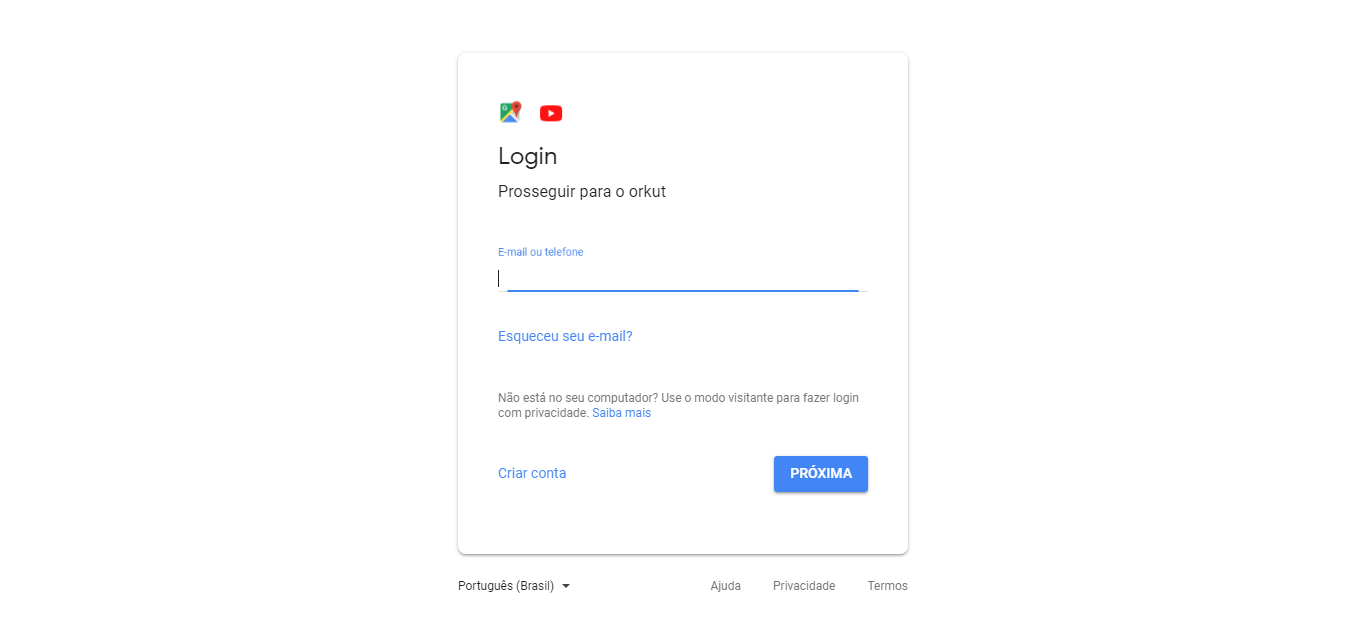 Login
Prosseguir para o orkut
E-mail ou telefone
Esqueceu seu e-mail?
Não está no seu computador? Use o modo visitante para fazer login
com privacidade. Saiba mais
Criar conta
PRÓXIMA
Português (Brasil)
Ajuda
Privacidade
Termos